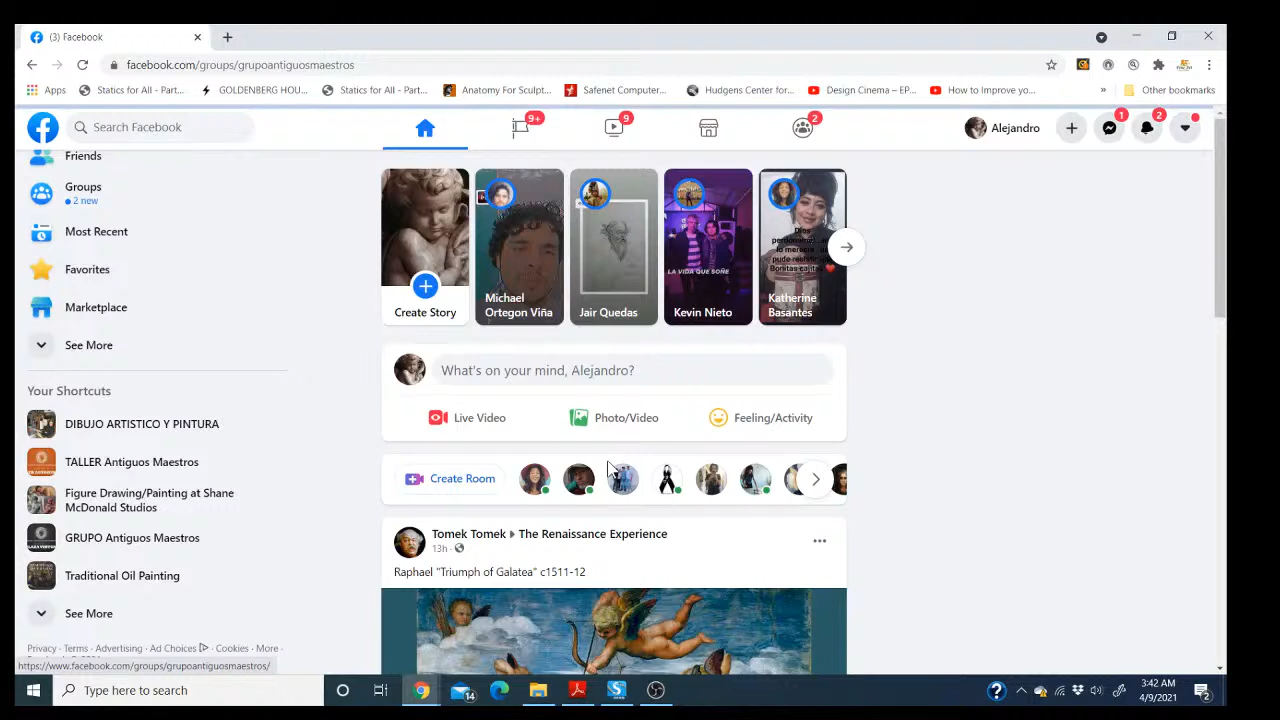 (3) Facebook
facebook.com/groups/grupoantiguosmaestros
Apps
Statics for All - Part...
GOLDENBERG HOU...
Statics for All - Part...
Anatomy For Sculpt...
Safenet Computer...
Hudgens Center for...
Design Cinema – EP...
How to Improve yo...
»
Other bookmarks
Search Facebook
9+
9
2
Alejandro
1
2
Friends
Groups
2 new
Most Recent
Favorites
Marketplace
See More
Your Shortcuts
DIBUJO ARTISTICO Y PINTURA
TALLER Antiguos Maestros
Figure Drawing/Painting at Shane
McDonald Studios
GRUPO Antiguos Maestros
Traditional Oil Painting
See More
Privacy · Terms · Advertising · Ad Choices · Cookies · More ·
https://www.facebook.com/groups/grupoantiguosmaestros/
Create Story
Michael
Ortegon Viña
Jair Quedas
LA VIDA QUE SOÑE
Kevin Nieto
Dios
Katherine
Basantes
What's on your mind, Alejandro?
Live Video
Photo/Video
Feeling/Activity
Create Room
Tomek Tomek ▸ The Renaissance Experience
13h ·
Raphael "Triumph of Galatea" c1511-12
Type here to search
14
3:42 AM
4/9/2021
2